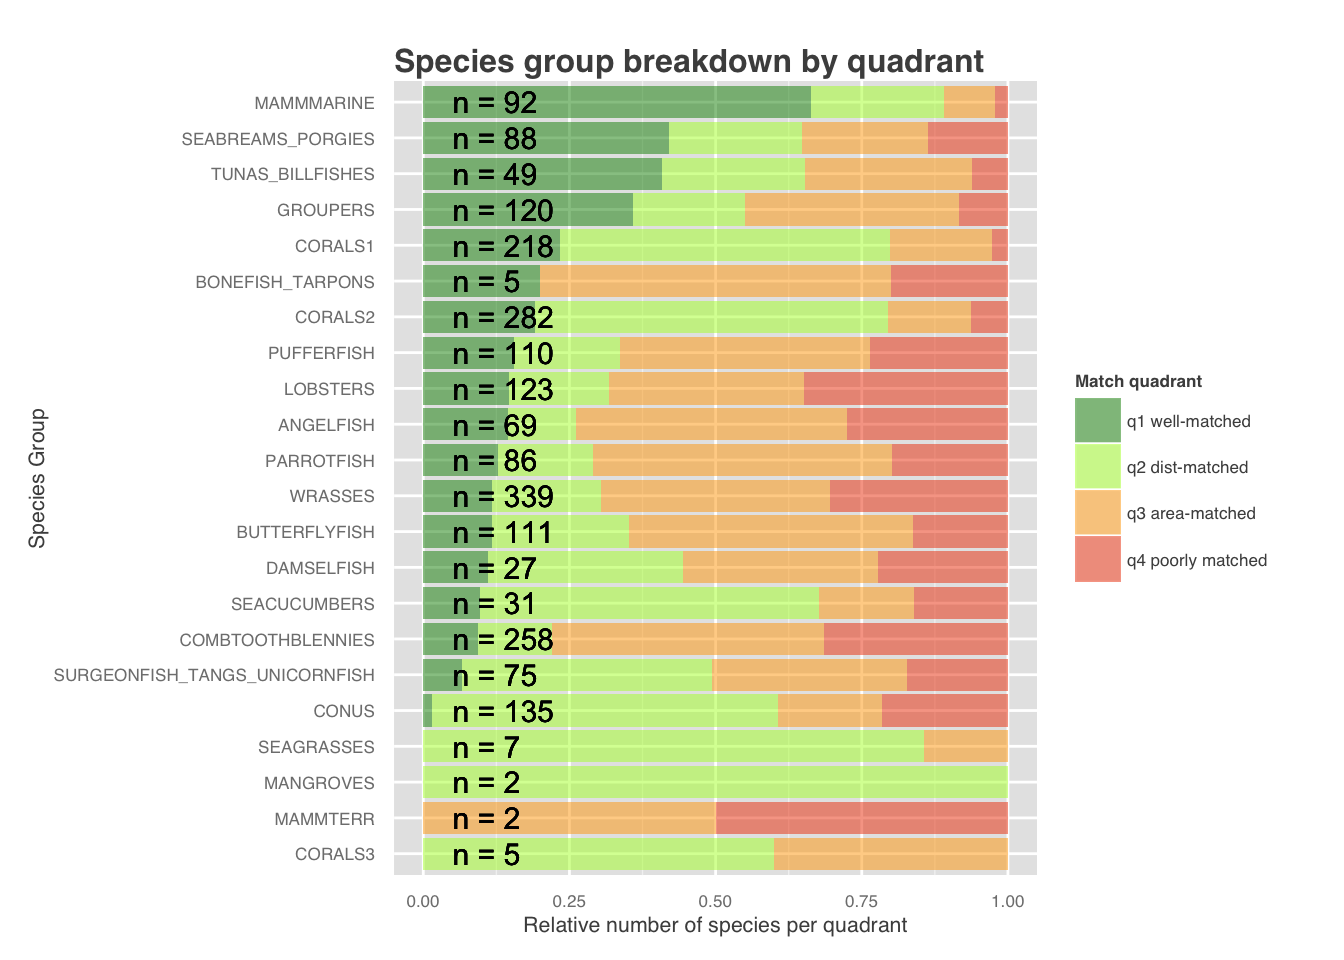 Species group breakdown by quadrant
MAMMMARINE n = 92
SEABREAMS_PORGIES n = 88
TUNAS_BILLFISHES n = 49
GROUPERS n = 120
CORALS1 n = 218
BONEFISH_TARPONS n = 5
CORALS2 n = 282
PUFFERFISH n = 110
LOBSTERS n = 123
ANGELFISH n = 69
PARROTFISH n = 86
WRASSES n = 339
BUTTERFLYFISH n = 111
DAMSELFISH n = 27
SEACUCUMBERS n = 31
COMBTOOTHBLENNIES n = 258
SURGEONFISH_TANGS_UNICORNFISH n = 75
CONUS n = 135
SEAGRASSES n = 7
MANGROVES n = 2
MAMMTERR n = 2
CORALS3 n = 5
0.00 0.25 0.50 0.75 1.00
Relative number of species per quadrant
Species Group
Match quadrant
q1 well-matched
q2 dist-matched
q3 area-matched
q4 poorly matched